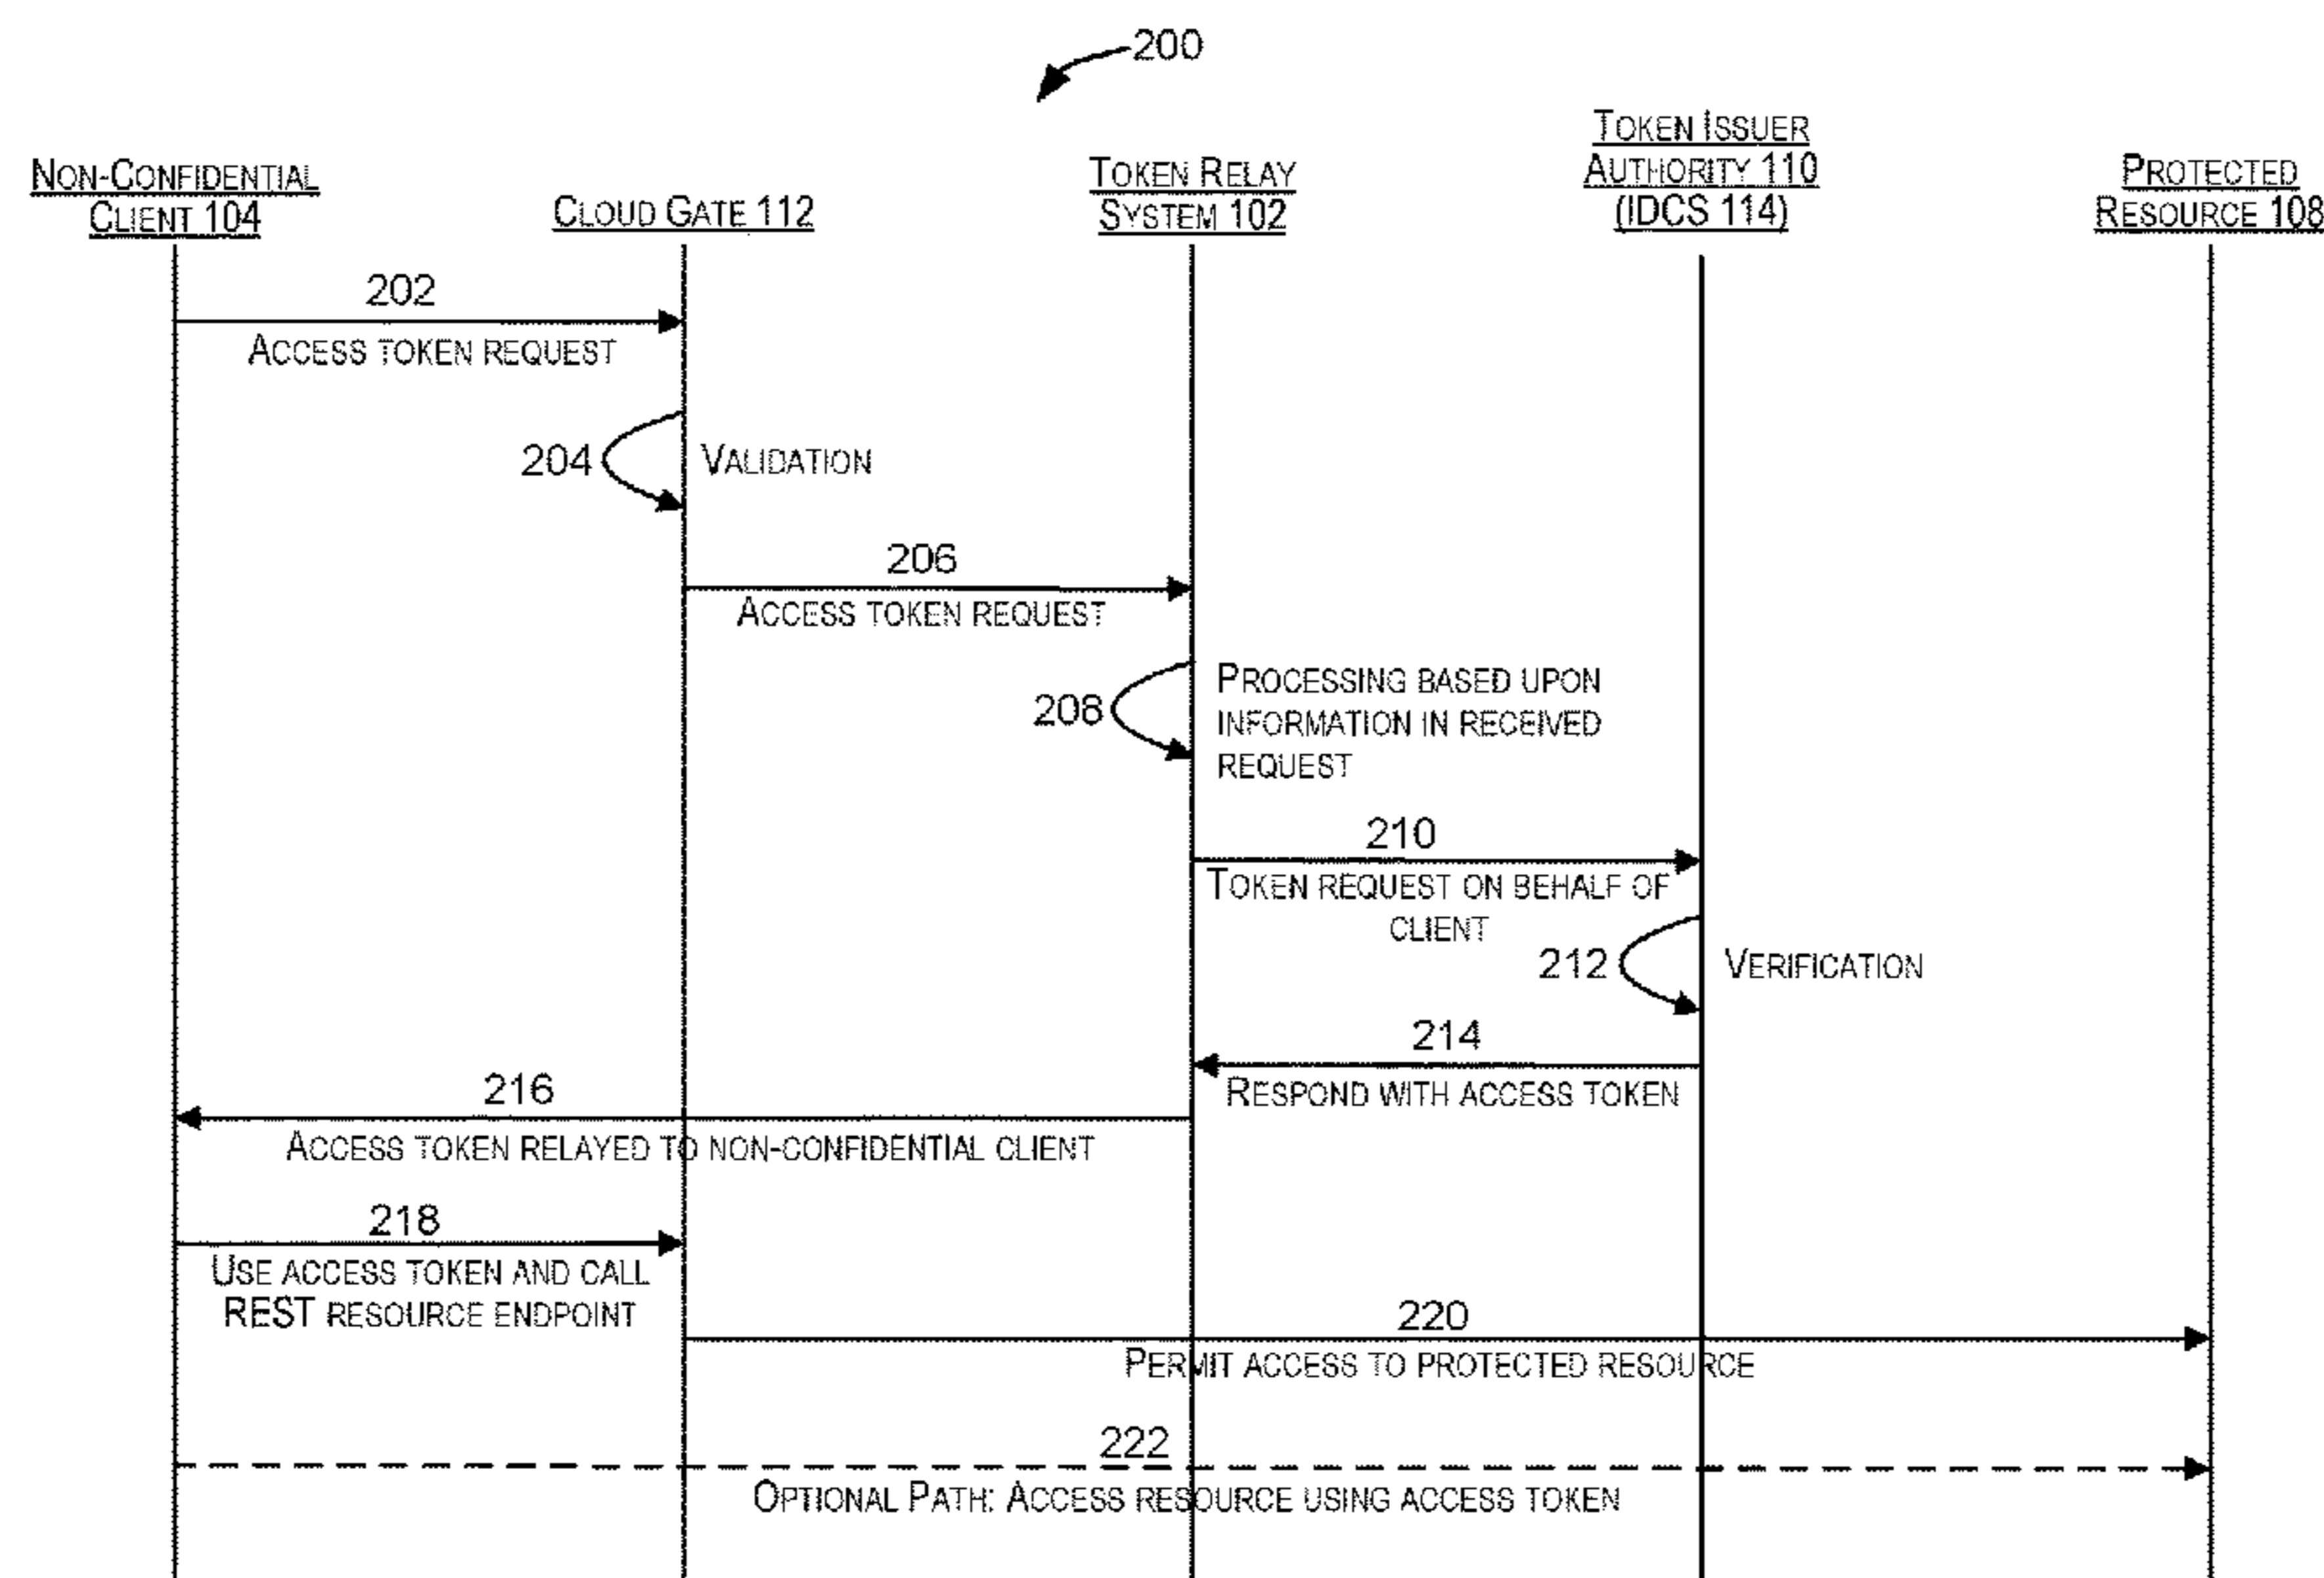 200
NON-CONFIDENTIAL
CLIENT 104
CLOUD GATE 112
TOKEN RELAY
SYSTEM 102
TOKEN ISSUER
AUTHORITY 110
(IDCS 114)
PROTECTED
RESOURCE 108
202
ACCESS TOKEN REQUEST
204
VALIDATION
206
ACCESS TOKEN REQUEST
208
PROCESSING BASED UPON
INFORMATION IN RECEIVED
REQUEST
210
TOKEN REQUEST ON BEHALF OF
CLIENT
212
VERIFICATION
214
RESPOND WITH ACCESS TOKEN
216
ACCESS TOKEN RELAYED TO NON-CONFIDENTIAL CLIENT
218
USE ACCESS TOKEN AND CALL
REST RESOURCE ENDPOINT
220
PERMIT ACCESS TO PROTECTED RESOURCE
222
OPTIONAL PATH: ACCESS RESOURCE USING ACCESS TOKEN